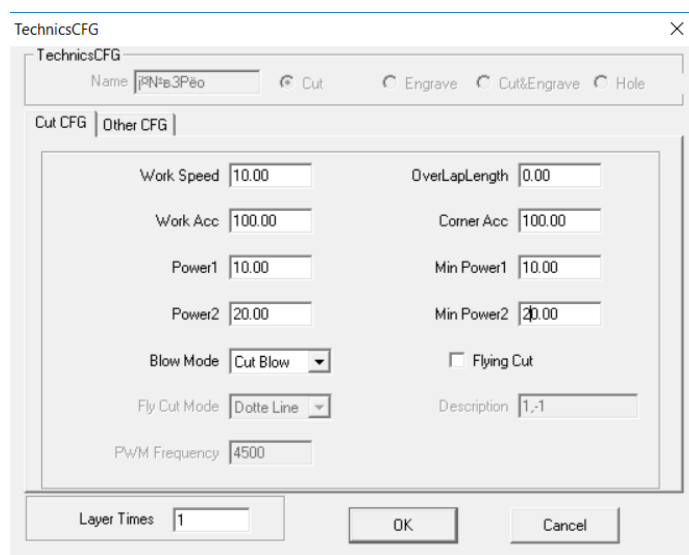 TechnicsCFG
TechnicsCFG
Name Cut Engrave Cut&Engrave Hole
Cut CFG Other CFG
Work Speed 10.00 OverLapLength 0.00
Work Acc 100.00 Corner Acc 100.00
Power1 10.00 Min Power1 10.00
Power2 20.00 Min Power2 20.00
Blow Mode Cut Blow Flying Cut
Fly Cut Mode Dotte Line Description 1,-1
PWM Frequency 4500
Layer Times 1 OK Cancel